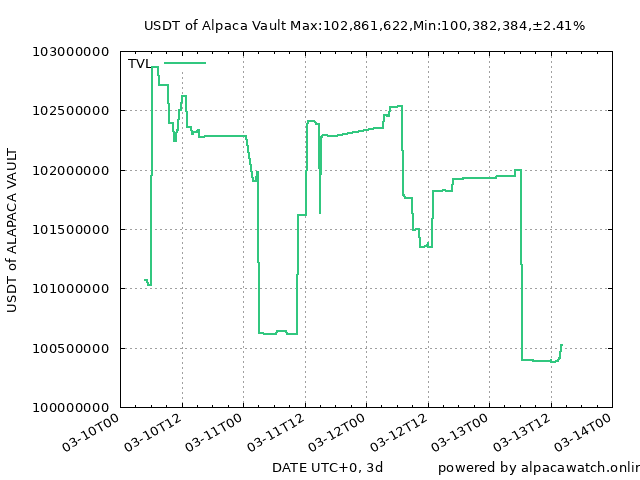 USDT of Alpaca Vault Max:102,861,622,Min:100,382,384,±2.41%
103000000
TVL
102500000
102000000
101500000
101000000
100500000
100000000
USDT of ALAPACA VAULT
03-10T00
03-10T12
03-11T00
03-11T12
03-12T00
03-12T12
03-13T00
03-13T12
03-14T00
DATE UTC+0, 3d
powered by alpacawatch.onlin